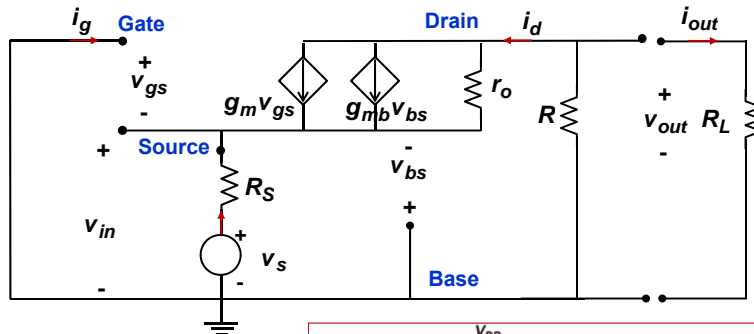 i_g Gate Drain i_d i_out
+ v_gs -
g_m v_gs g_mb v_bs r_o R + v_out - R_L
+ Source - v_bs +
R_S
v_in + v_s -
- Base
V_DD